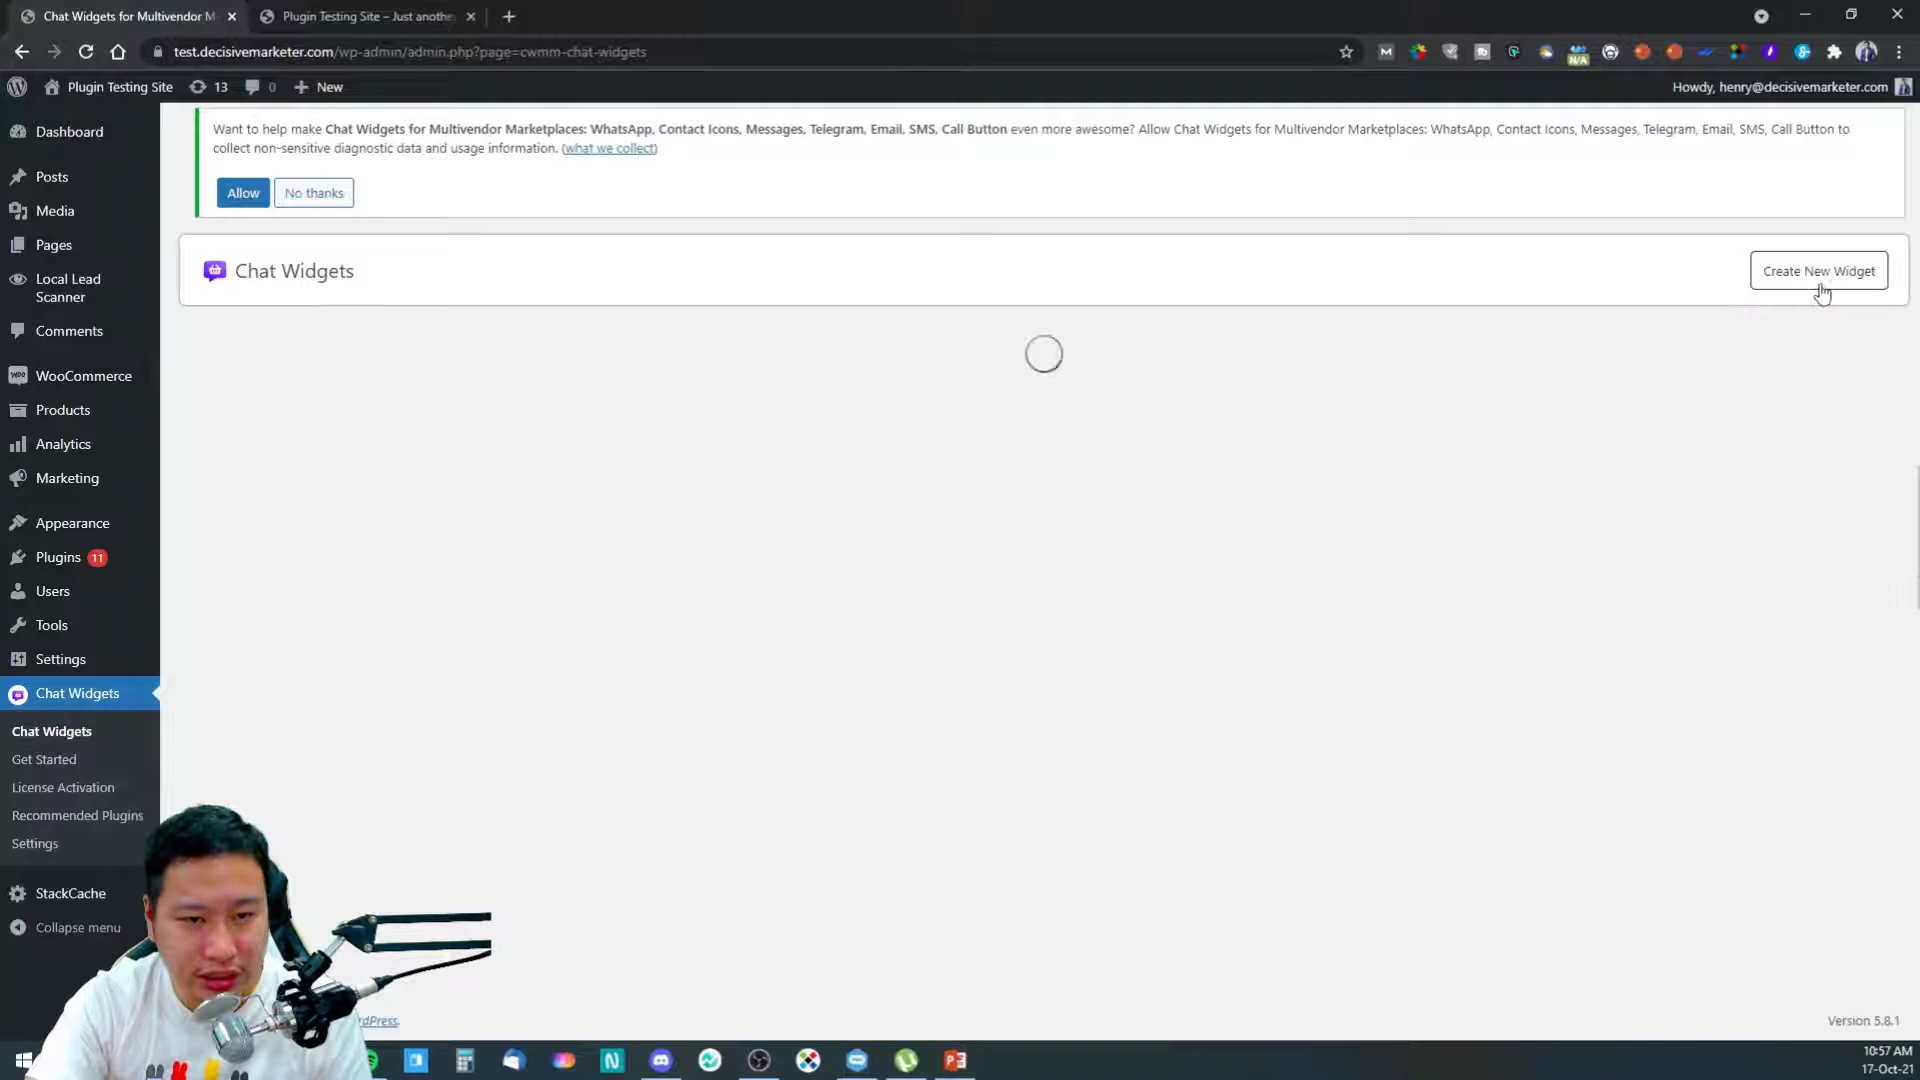 Chat Widgets for Multivendor M
Plugin Testing Site – Just anothe
test.decisivemarketer.com/wp-admin/admin.php?page=cwmm-chat-widgets
N/A
Plugin Testing Site
13
0
New
Howdy, henry@decisivemarketer.com
Dashboard
Posts
Media
Pages
Local Lead
Scanner
Comments
WooCommerce
Products
Analytics
Marketing
Appearance
Plugins 11
Users
Tools
Settings
Chat Widgets
Chat Widgets
Get Started
License Activation
Recommended Plugins
Settings
StackCache
Collapse menu
Want to help make Chat Widgets for Multivendor Marketplaces: WhatsApp, Contact Icons, Messages, Telegram, Email, SMS, Call Button even more awesome? Allow Chat Widgets for Multivendor Marketplaces: WhatsApp, Contact Icons, Messages, Telegram, Email, SMS, Call Button to
collect non-sensitive diagnostic data and usage information. (what we collect)
Allow
No thanks
Chat Widgets
Create New Widget
rdPress.
Version 5.8.1
10:57 AM
17-Oct-21